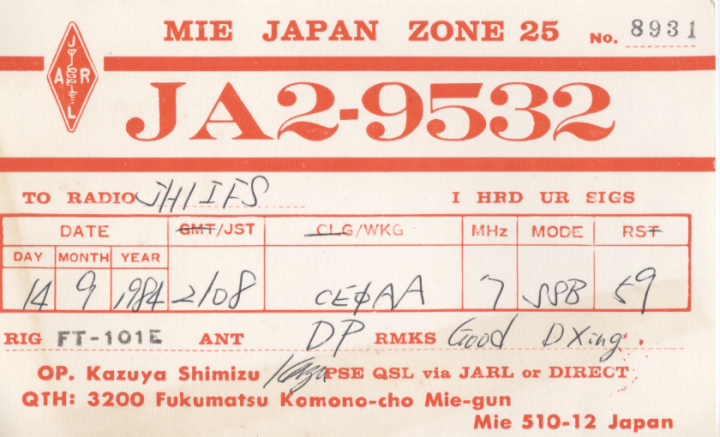 MIE JAPAN ZONE 25 No. 8931
J
A R
L
JA2-9532
TO RADIO JH1IFS I HRD UR SIGS
DATE GMT/JST CLG/WKG MHz MODE RST
DAY MONTH YEAR
14 9 1984 2108 CEØAA 7 SSB 59
RIG FT-101E ANT DP RMKS Good DXing.
OP. Kazuya Shimizu Kazu PSE QSL via JARL or DIRECT
QTH: 3200 Fukumatsu Komono-cho Mie-gun
Mie 510-12 Japan